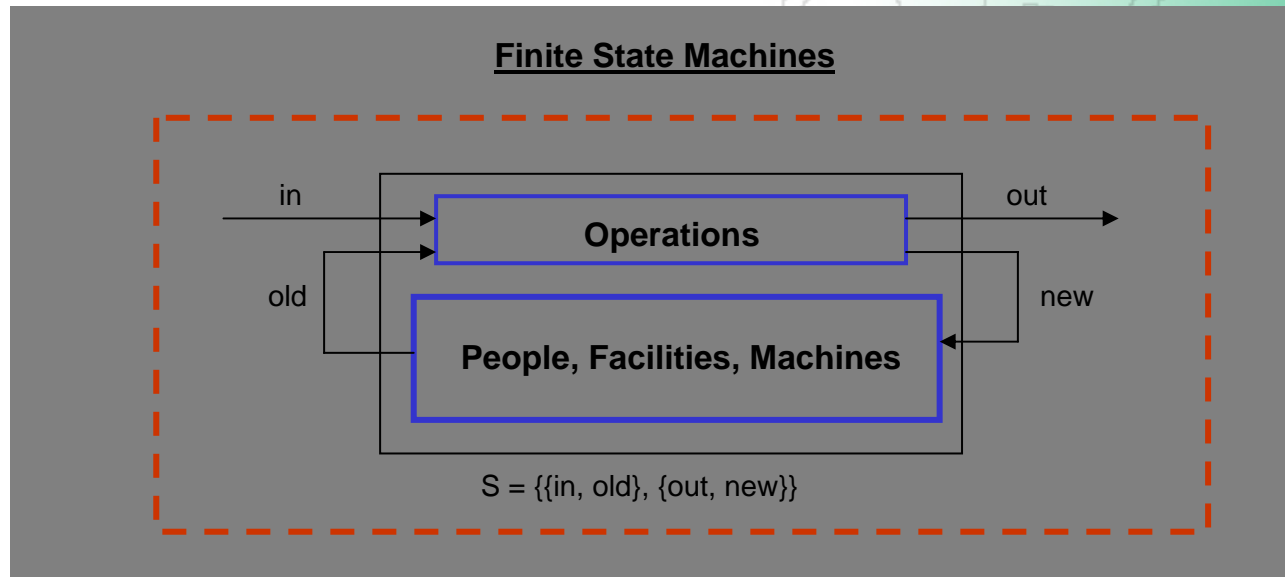 Finite State Machines
in
out
Operations
old
new
People, Facilities, Machines
S = {{in, old}, {out, new}}